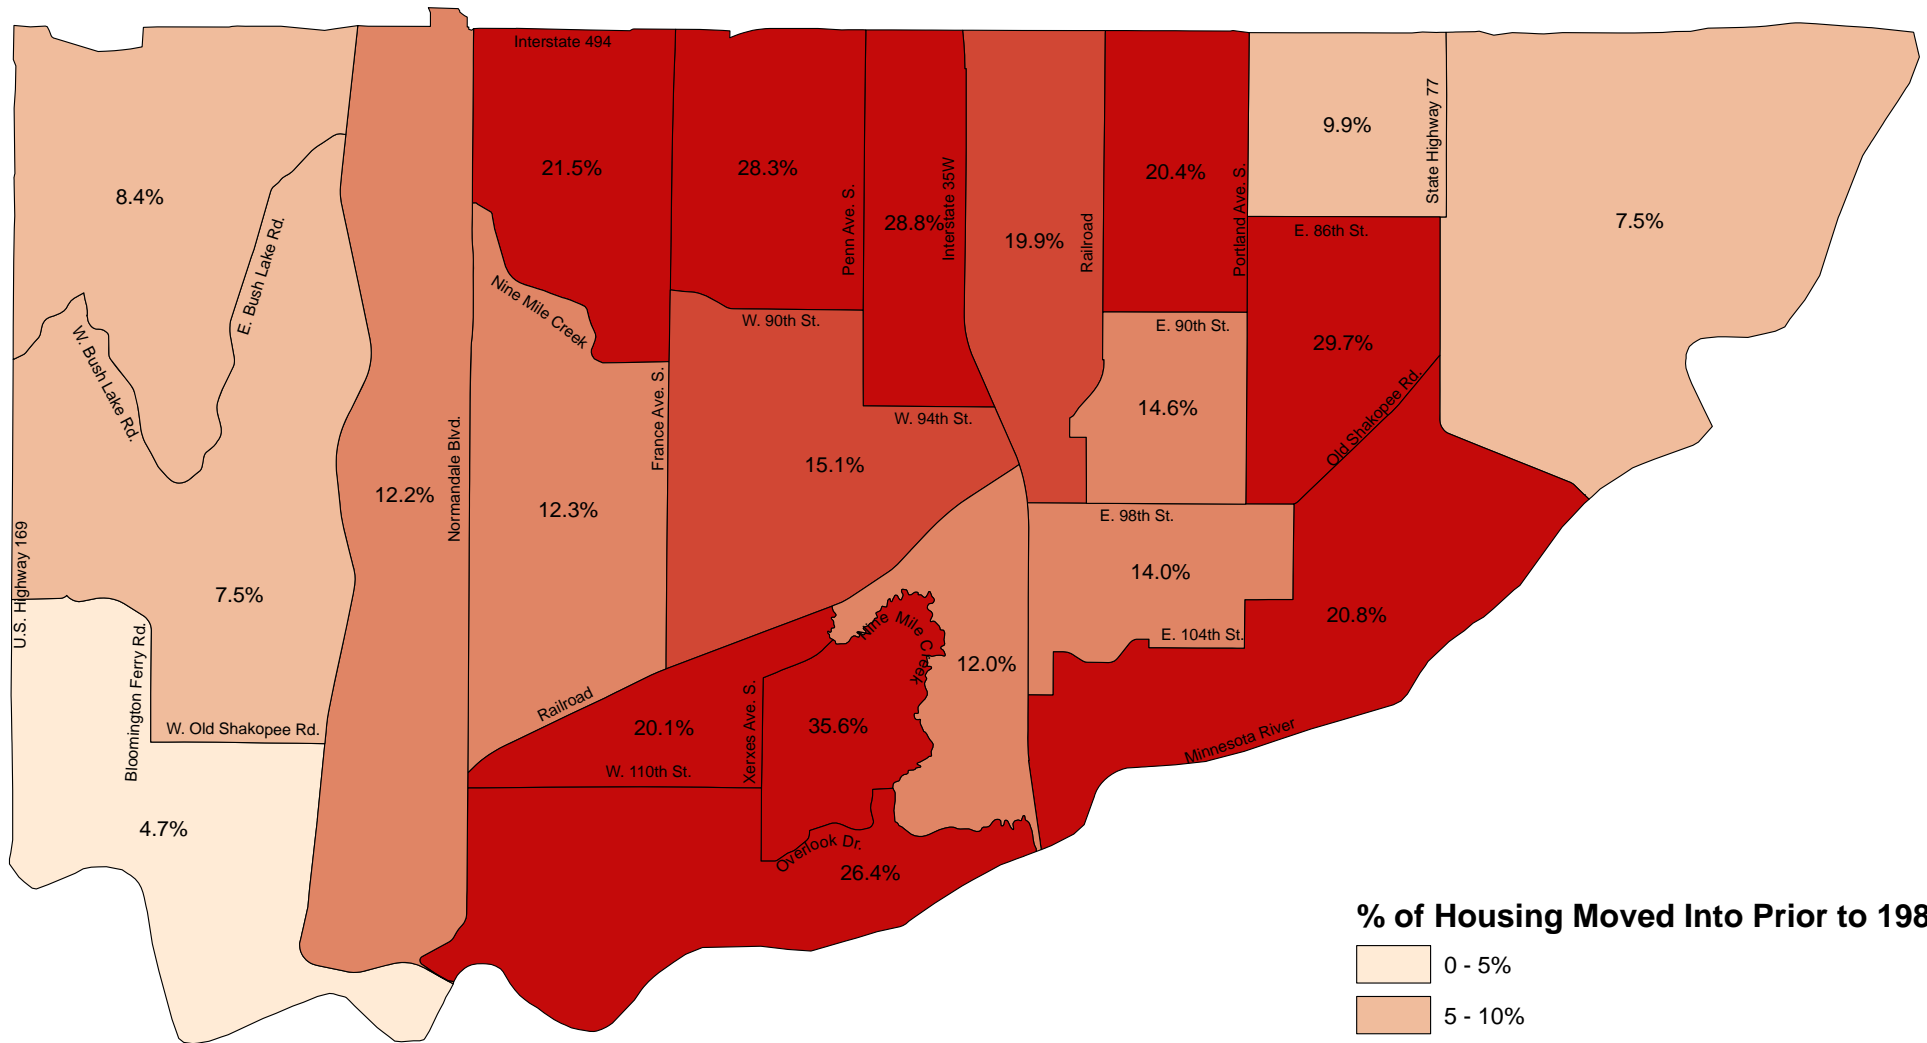 Interstate 494
8.4%
21.5%
28.3%
28.8%
19.9%
20.4%
9.9%
7.5%
State Highway 77
Penn Ave. S.
Interstate 35W
Railroad
Portland Ave. S.
E. 86th St.
E. Bush Lake Rd.
W. Bush Lake Rd.
Nine Mile Creek
W. 90th St.
E. 90th St.
29.7%
Old Shakopee Rd.
France Ave. S.
14.6%
W. 94th St.
15.1%
Normandale Blvd.
12.2%
12.3%
E. 98th St.
14.0%
U.S. Highway 169
7.5%
Bloomington Ferry Rd.
W. Old Shakopee Rd.
20.8%
E. 104th St.
Nine Mile Creek
12.0%
Railroad
20.1%
Xerxes Ave. S.
35.6%
W. 110th St.
Minnesota River
4.7%
Overlook Dr.
26.4%
% of Housing Moved Into Prior to 198
0 - 5%
5 - 10%